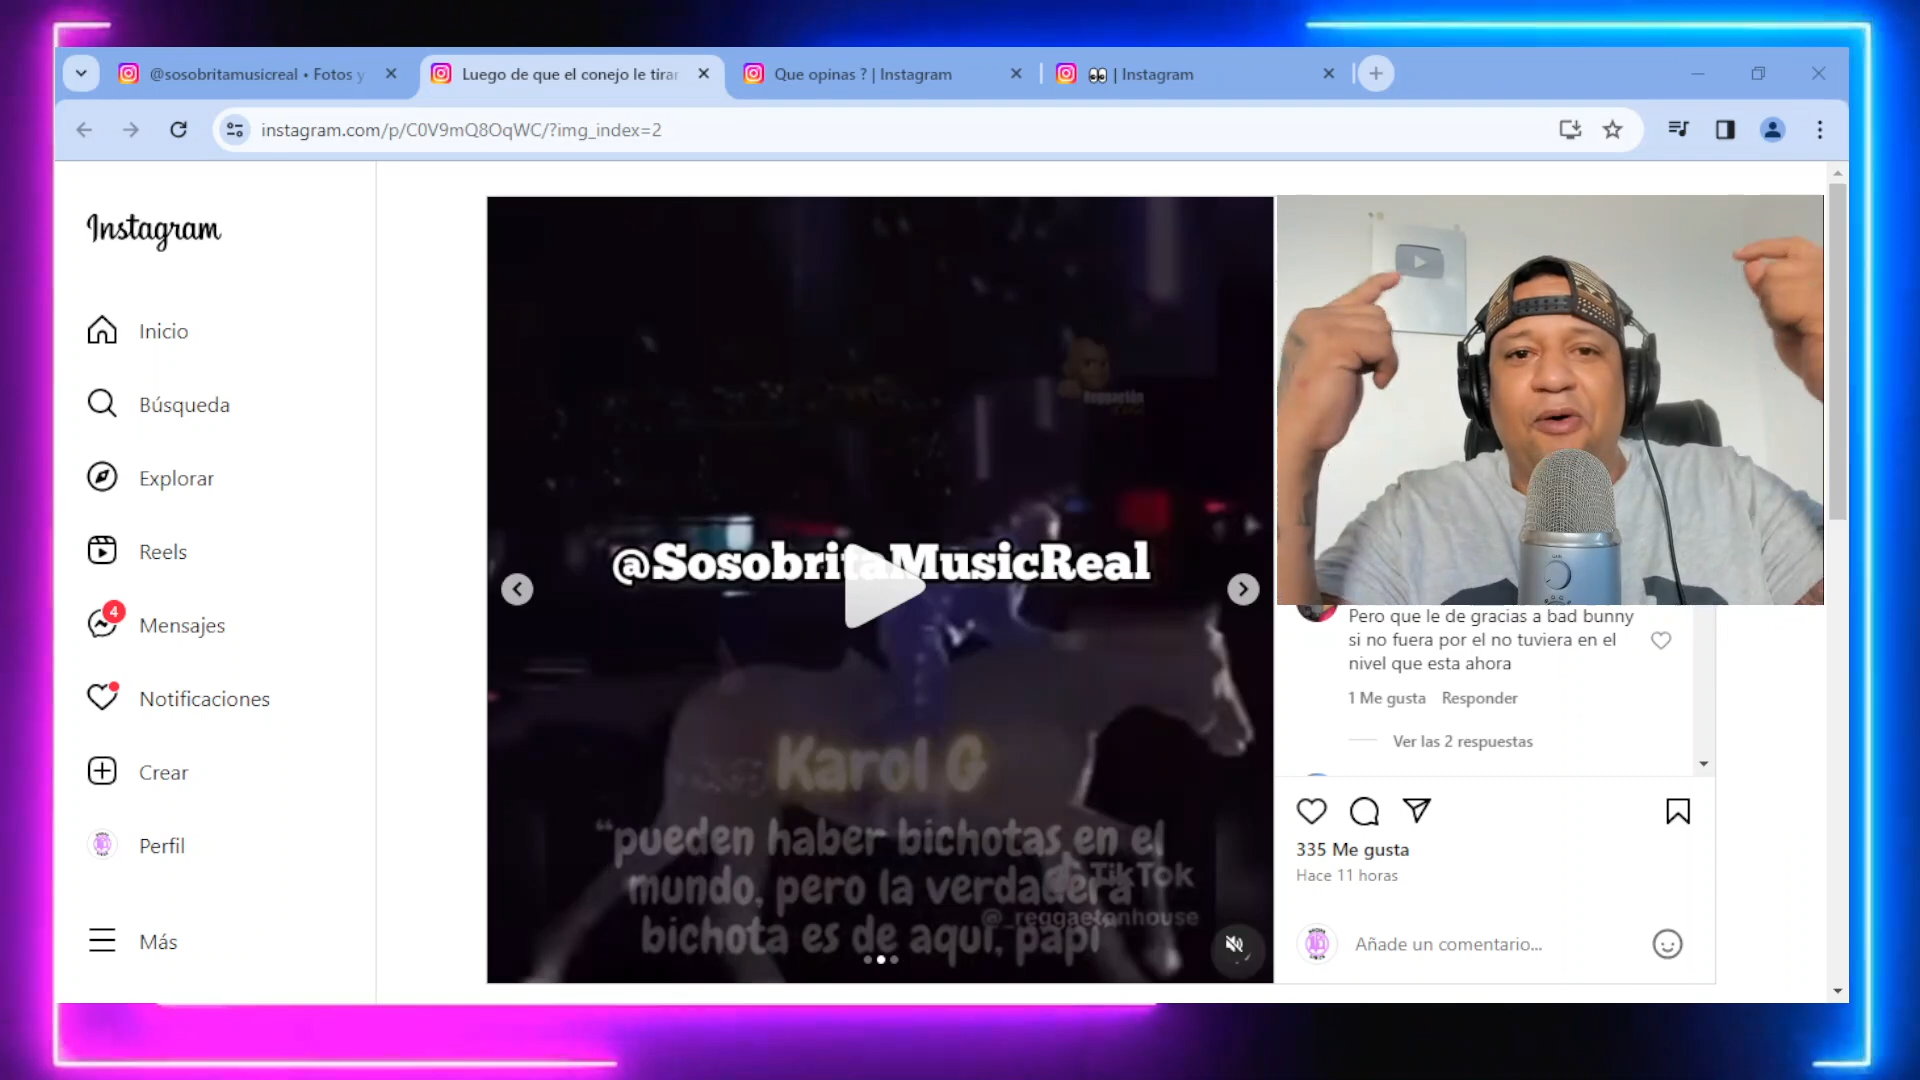 @sosobritamusicreal • Fotos y
Luego de que el conejo le tirar
Que opinas ? | Instagram
👀 | Instagram
instagram.com/p/C0V9mQ8OqWC/?img_index=2
Instagram
Inicio
Búsqueda
Explorar
Reels
4
Mensajes
Notificaciones
Crear
Perfil
Más
Reggaetón
@SosobritaMusicReal
Karol G
“pueden haber bichotas en el
mundo, pero la verdadera
bichota es de aquí, papi”
TikTok
@_reggaetonhouse
Pero que le de gracias a bad bunny
si no fuera por el no tuviera en el
nivel que esta ahora
1 Me gusta Responder
Ver las 2 respuestas
335 Me gusta
Hace 11 horas
Añade un comentario...